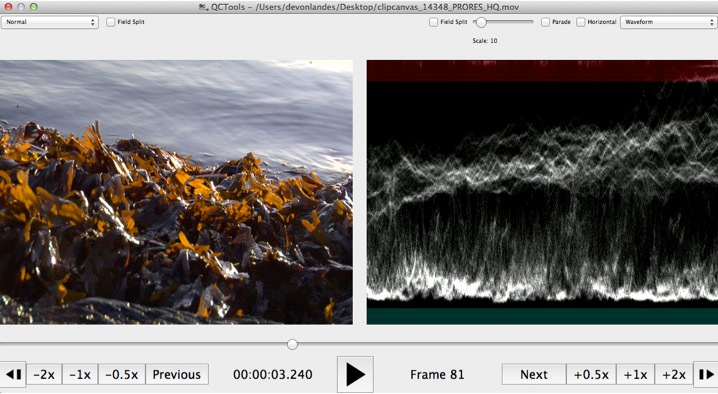 QCTools – /Users/devonlandes/Desktop/clipcanvas_14348_PRORES_HQ.mov
Normal Field Split Field Split Parade Horizontal Waveform
Scale: 10
-2x -1x -0.5x Previous 00:00:03.240 Frame 81 Next +0.5x +1x +2x